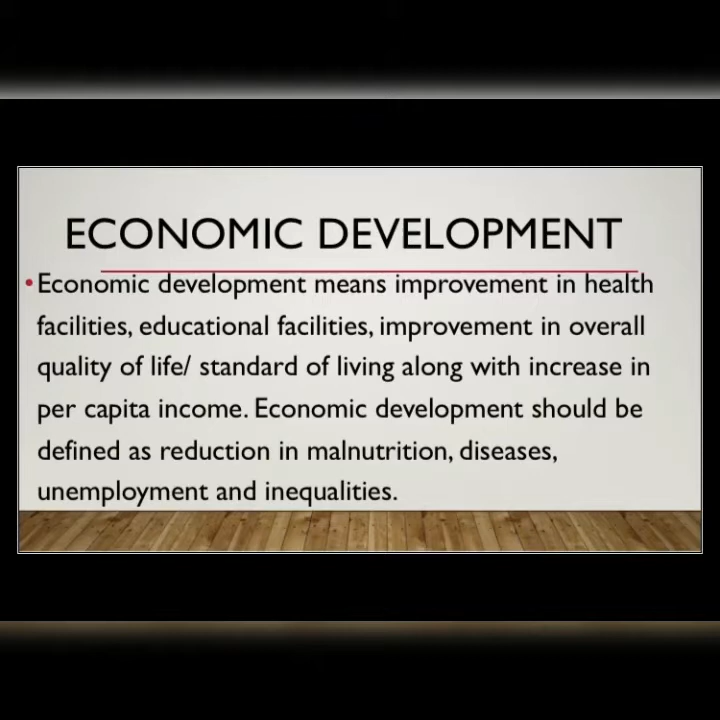 ECONOMIC DEVELOPMENT
•Economic development means improvement in health
facilities, educational facilities, improvement in overall
quality of life/ standard of living along with increase in
per capita income. Economic development should be
defined as reduction in malnutrition, diseases,
unemployment and inequalities.